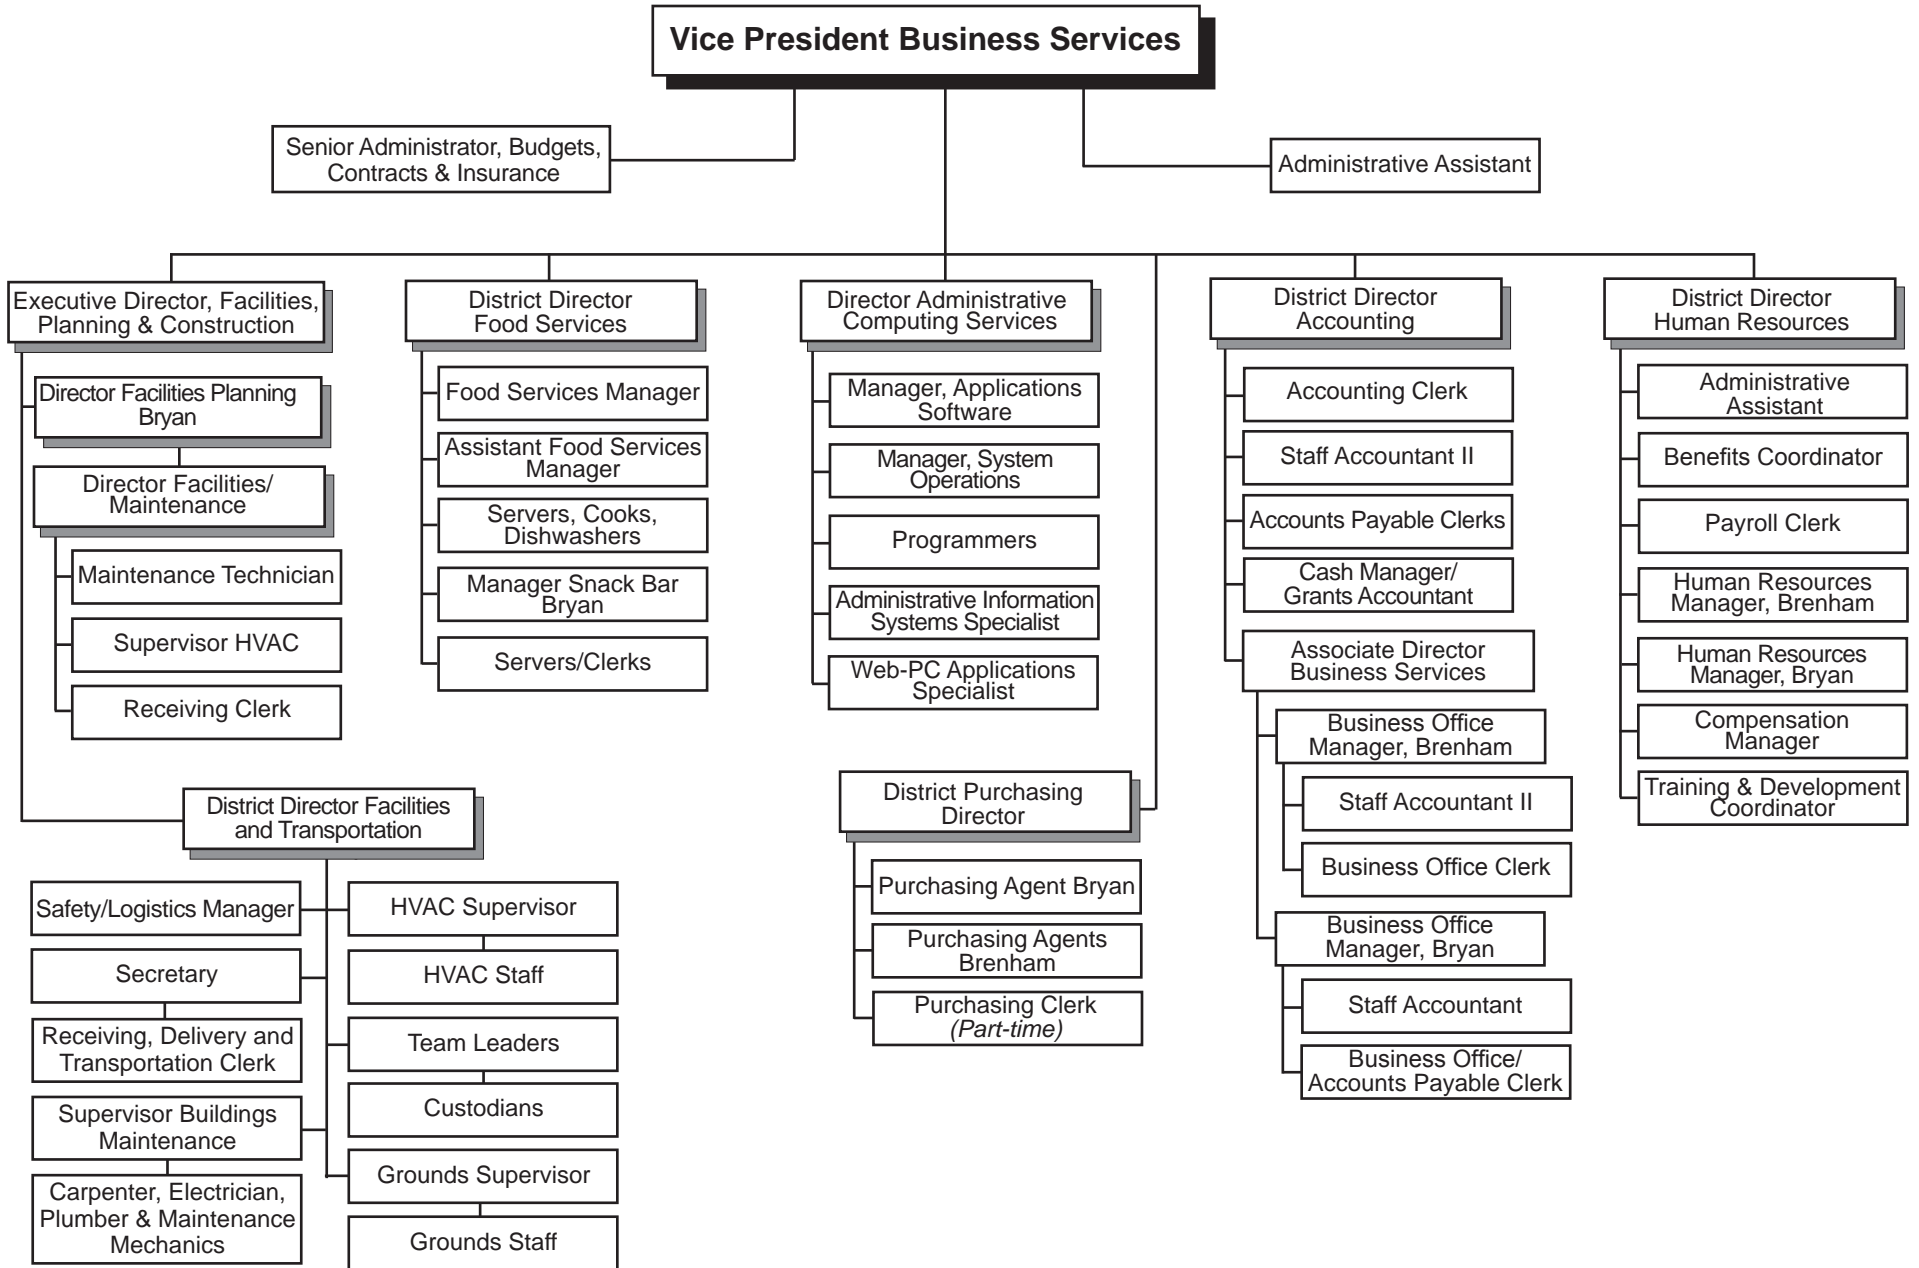 Vice President Business Services
Senior Administrator, Budgets,
Contracts & Insurance
Administrative Assistant
Executive Director, Facilities,
Planning & Construction
Director Facilities Planning
Bryan
Director Facilities/
Maintenance
Maintenance Technician
Supervisor HVAC
Receiving Clerk
District Director Facilities
and Transportation
Safety/Logistics Manager
Secretary
Receiving, Delivery and
Transportation Clerk
Supervisor Buildings
Maintenance
Carpenter, Electrician,
Plumber & Maintenance
Mechanics
HVAC Supervisor
HVAC Staff
Team Leaders
Custodians
Grounds Supervisor
Grounds Staff
District Director
Food Services
Food Services Manager
Assistant Food Services
Manager
Servers, Cooks,
Dishwashers
Manager Snack Bar
Bryan
Servers/Clerks
Director Administrative
Computing Services
Manager, Applications
Software
Manager, System
Operations
Programmers
Administrative Information
Systems Specialist
Web-PC Applications
Specialist
District Purchasing
Director
Purchasing Agent Bryan
Purchasing Agents
Brenham
Purchasing Clerk
(Part-time)
District Director
Accounting
Accounting Clerk
Staff Accountant II
Accounts Payable Clerks
Cash Manager/
Grants Accountant
Associate Director
Business Services
Business Office
Manager, Brenham
Staff Accountant II
Business Office Clerk
Business Office
Manager, Bryan
Staff Accountant
Business Office/
Accounts Payable Clerk
District Director
Human Resources
Administrative
Assistant
Benefits Coordinator
Payroll Clerk
Human Resources
Manager, Brenham
Human Resources
Manager, Bryan
Compensation
Manager
Training & Development
Coordinator